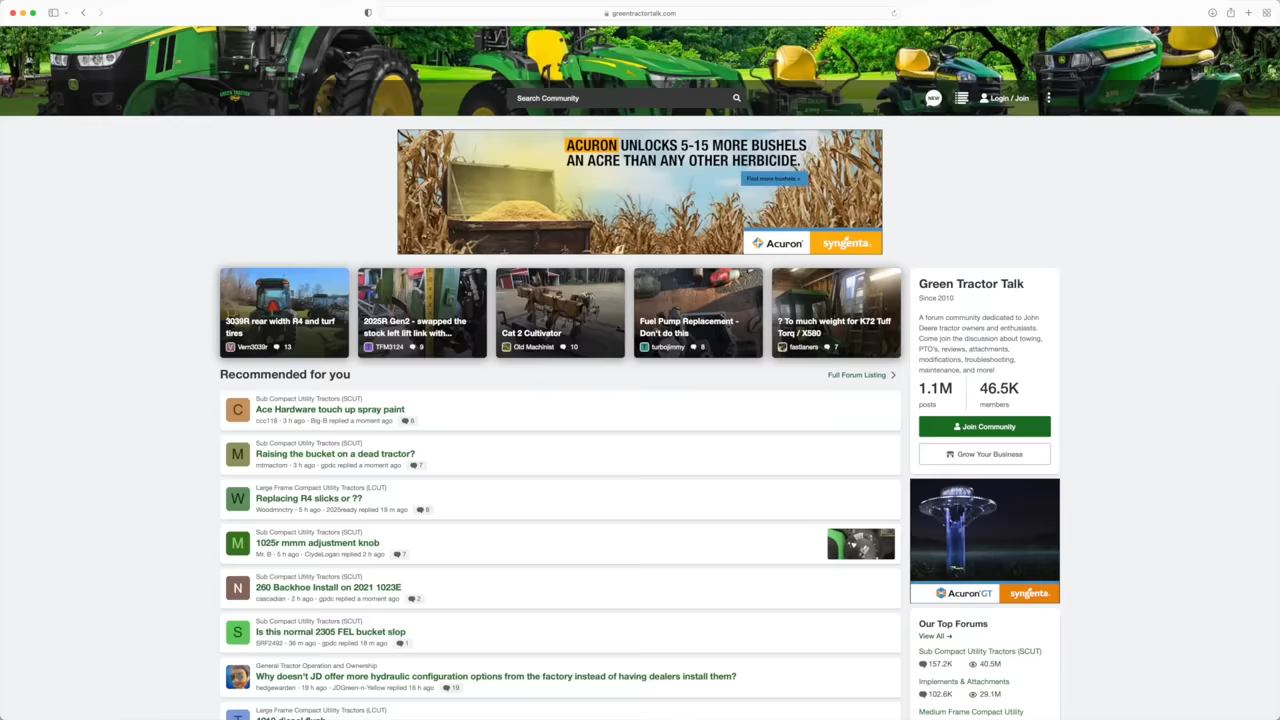 greentractortalk.com
GREEN TRACTOR
Search Community
NEW
Login / Join
ACURON UNLOCKS 5-15 MORE BUSHELS
AN ACRE THAN ANY OTHER HERBICIDE.
Find more bushels >
Acuron
syngenta
3039R rear width R4 and turf
tires
Vern3039r 13
2025R Gen2 - swapped the
stock left lift link with...
TFM3124 9
Cat 2 Cultivator
Old Machinist 10
Fuel Pump Replacement -
Don't do this
turbojimmy 8
? To much weight for K72 Tuff
Torq / X580
fastlaners 7
Recommended for you
Full Forum Listing
C
Sub Compact Utility Tractors (SCUT)
Ace Hardware touch up spray paint
ccc118 · 3 h ago · Big-B replied a moment ago 6
M
Sub Compact Utility Tractors (SCUT)
Raising the bucket on a dead tractor?
mtmactom · 3 h ago · gpdc replied a moment ago 7
W
Large Frame Compact Utility Tractors (LCUT)
Replacing R4 slicks or ??
Woodmnctry · 5 h ago · 2025ready replied 19 m ago 8
M
Sub Compact Utility Tractors (SCUT)
1025r mmm adjustment knob
Mr. B · 5 h ago · ClydeLogan replied 2 h ago 7
N
Sub Compact Utility Tractors (SCUT)
260 Backhoe Install on 2021 1023E
cascadian · 2 h ago · gpdc replied a moment ago 2
S
Sub Compact Utility Tractors (SCUT)
Is this normal 2305 FEL bucket slop
SRF2492 · 36 m ago · gpdc replied 18 m ago 1
General Tractor Operation and Ownership
Why doesn't JD offer more hydraulic configuration options from the factory instead of having dealers install them?
hedgewarden · 19 h ago · JDGreen-n-Yellow replied 16 h ago 19
Large Frame Compact Utility Tractors (LCUT)
Green Tractor Talk
Since 2010
A forum community dedicated to John
Deere tractor owners and enthusiasts.
Come join the discussion about towing,
PTO's, reviews, attachments,
modifications, troubleshooting,
maintenance, and more!
1.1M 46.5K
posts members
Join Community
Grow Your Business
Acuron GT
syngenta
Our Top Forums
View All →
Sub Compact Utility Tractors (SCUT)
157.2K 40.5M
Implements & Attachments
102.6K 29.1M
Medium Frame Compact Utility